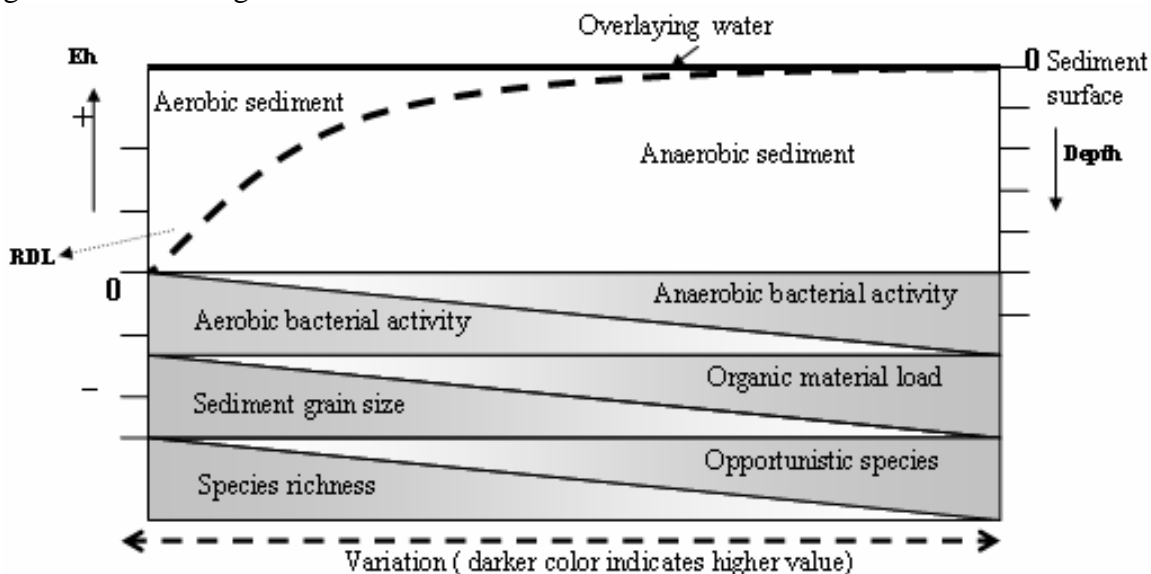 Overlaying water
Eh
0 Sediment
surface
+
Aerobic sediment
Anaerobic sediment
Depth
RDL
0
Anaerobic bacterial activity
Aerobic bacterial activity
Organic material load
–
Sediment grain size
Opportunistic species
Species richness
Variation ( darker color indicates higher value)